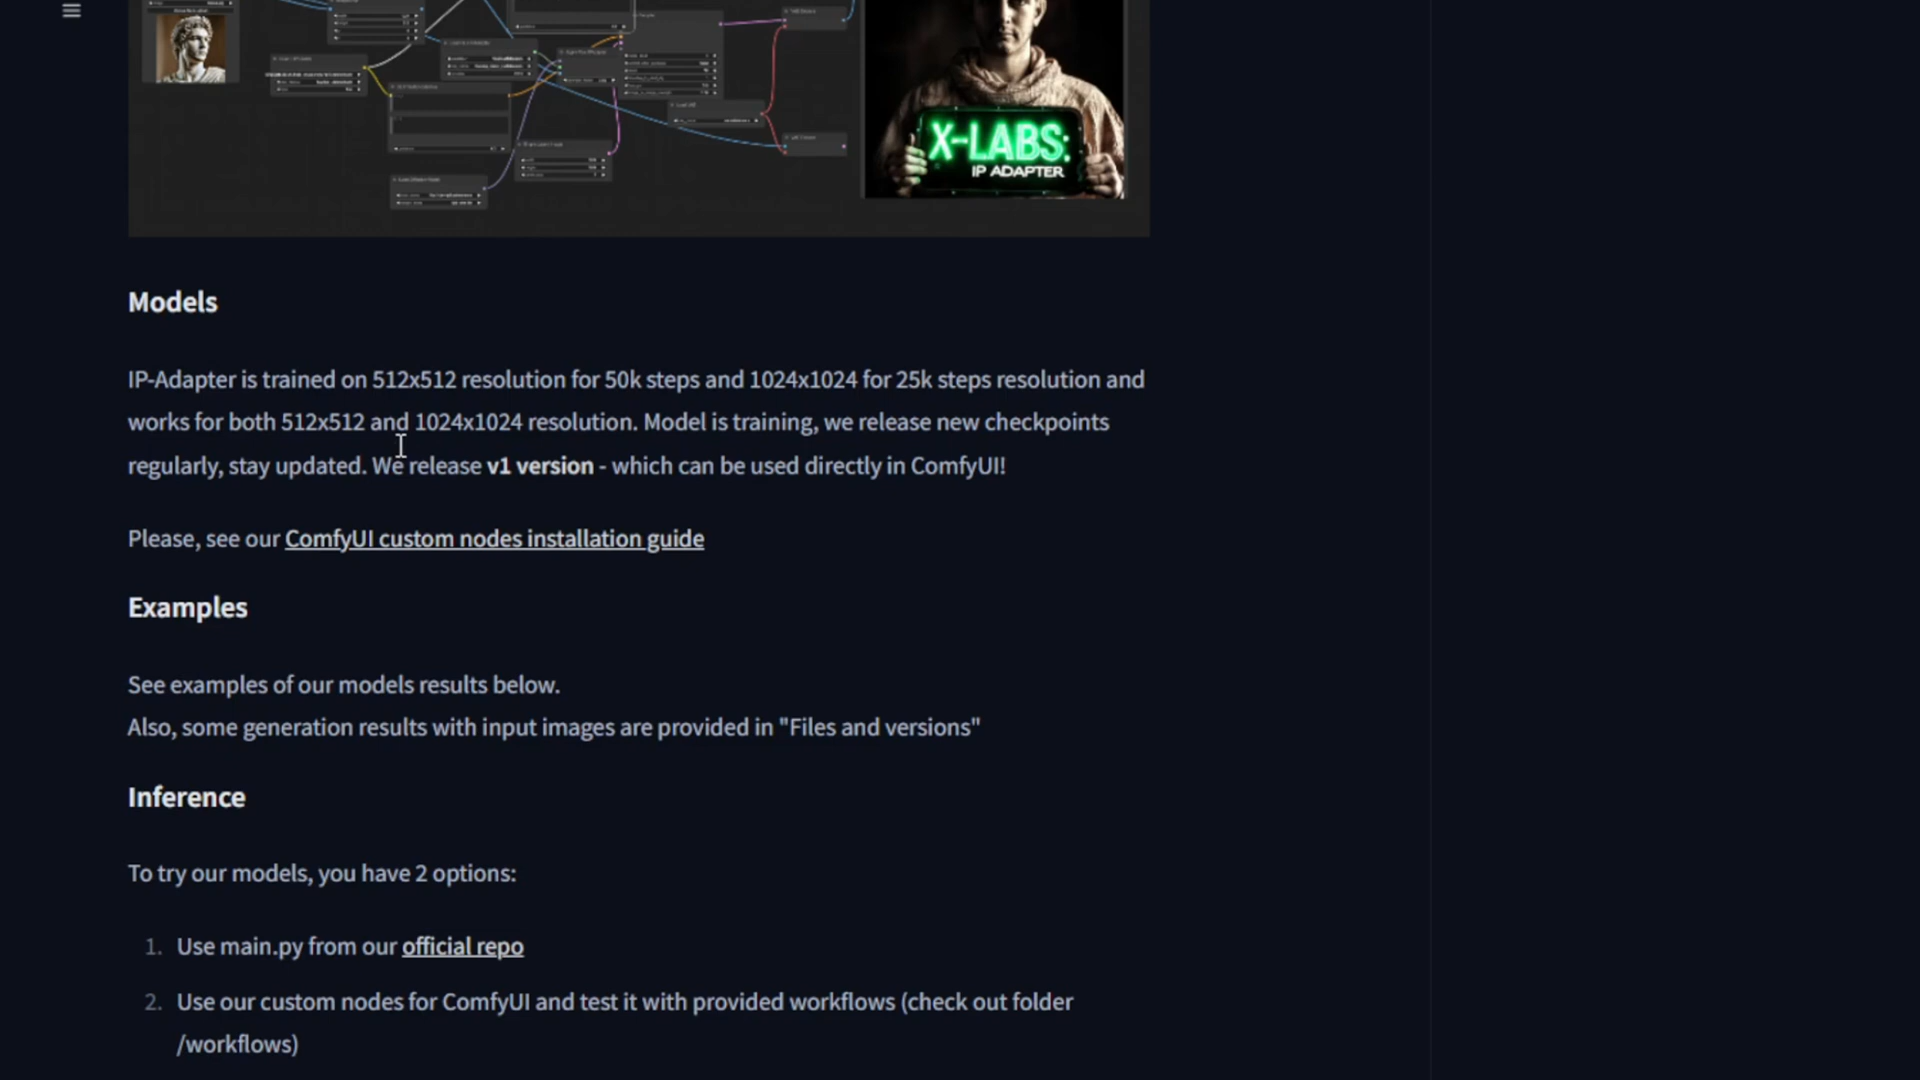 X-LABS:
IP ADAPTER
Models
IP-Adapter is trained on 512x512 resolution for 50k steps and 1024x1024 for 25k steps resolution and
works for both 512x512 and 1024x1024 resolution. Model is training, we release new checkpoints
regularly, stay updated. We release v1 version - which can be used directly in ComfyUI!
Please, see our ComfyUI custom nodes installation guide
Examples
See examples of our models results below.
Also, some generation results with input images are provided in "Files and versions"
Inference
To try our models, you have 2 options:
1. Use main.py from our official repo
2. Use our custom nodes for ComfyUI and test it with provided workflows (check out folder
/workflows)